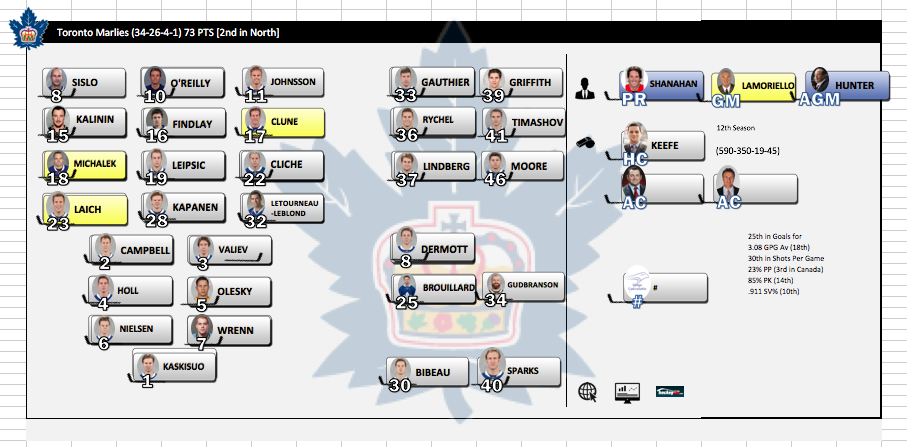 Toronto Marlies (34-26-4-1) 73 PTS [2nd in North]
SISLO
8
O'REILLY
10
JOHNSSON
11
KALININ
15
FINDLAY
16
CLUNE
17
MICHALEK
18
LEIPSIC
19
CLICHE
22
LAICH
23
KAPANEN
28
LETOURNEAU
-LEBLOND
32
CAMPBELL
2
VALIEV
3
HOLL
4
OLESKY
5
NIELSEN
6
WRENN
7
KASKISUO
1
GAUTHIER
33
GRIFFITH
39
RYCHEL
36
TIMASHOV
41
LINDBERG
37
MOORE
46
DERMOTT
8
BROUILLARD
25
GUDBRANSON
34
BIBEAU
30
SPARKS
40
SHANAHAN
PR
LAMORIELLO
GM
HUNTER
AGM
KEEFE
HC
12th Season
(590-350-19-45)
AC
AC
#
#
25th in Goals for
3.08 GPG Av (18th)
30th in Shots Per Game
23% PP (3rd in Canada)
85% PK (14th)
.911 SV% (10th)